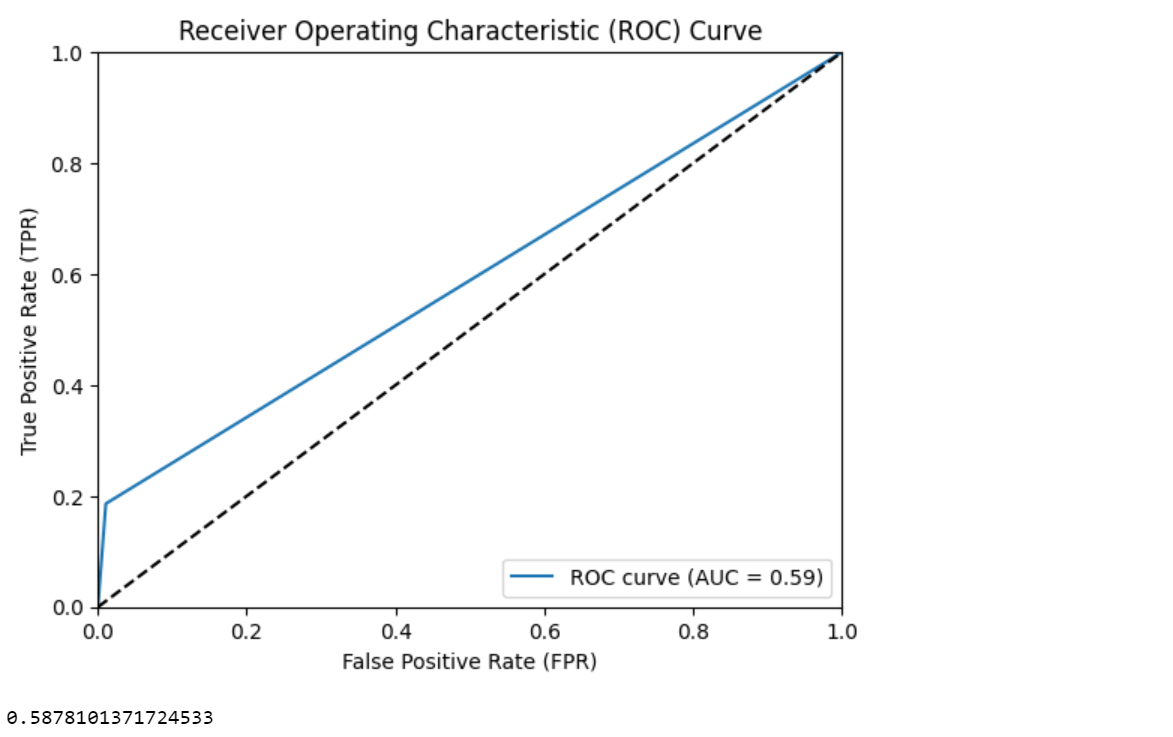 Receiver Operating Characteristic (ROC) Curve
1.0
0.8
0.6
0.4
0.2
0.0
True Positive Rate (TPR)
ROC curve (AUC = 0.59)
0.0 0.2 0.4 0.6 0.8 1.0
False Positive Rate (FPR)
0.5878101371724533